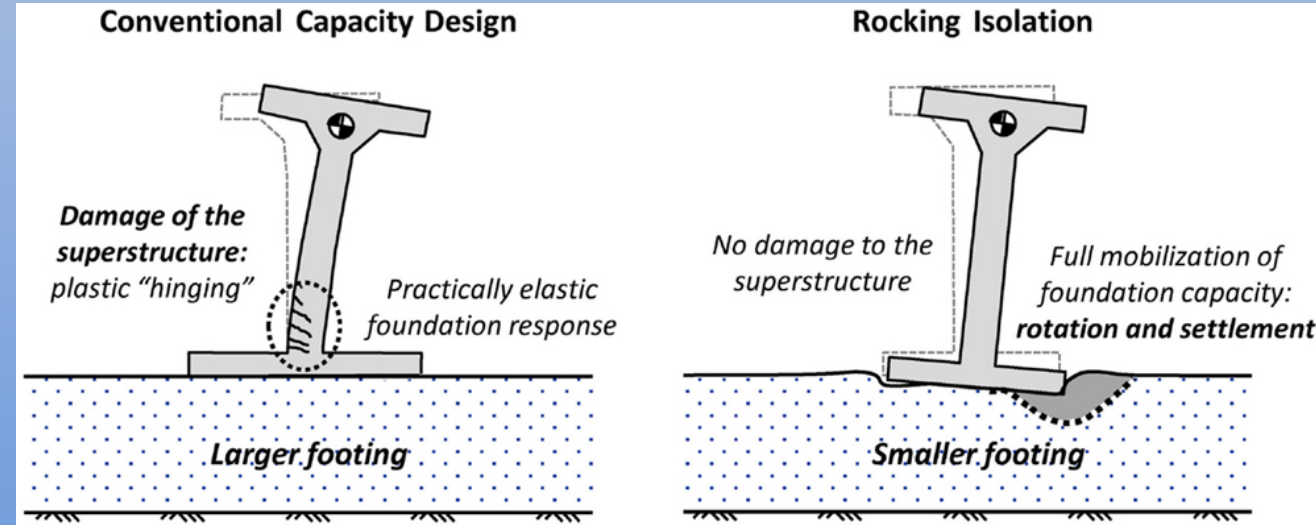 Conventional Capacity Design
Damage of the
superstructure:
plastic “hinging”
Practically elastic
foundation response
Larger footing
Rocking Isolation
No damage to the
superstructure
Full mobilization of
foundation capacity:
rotation and settlement
Smaller footing